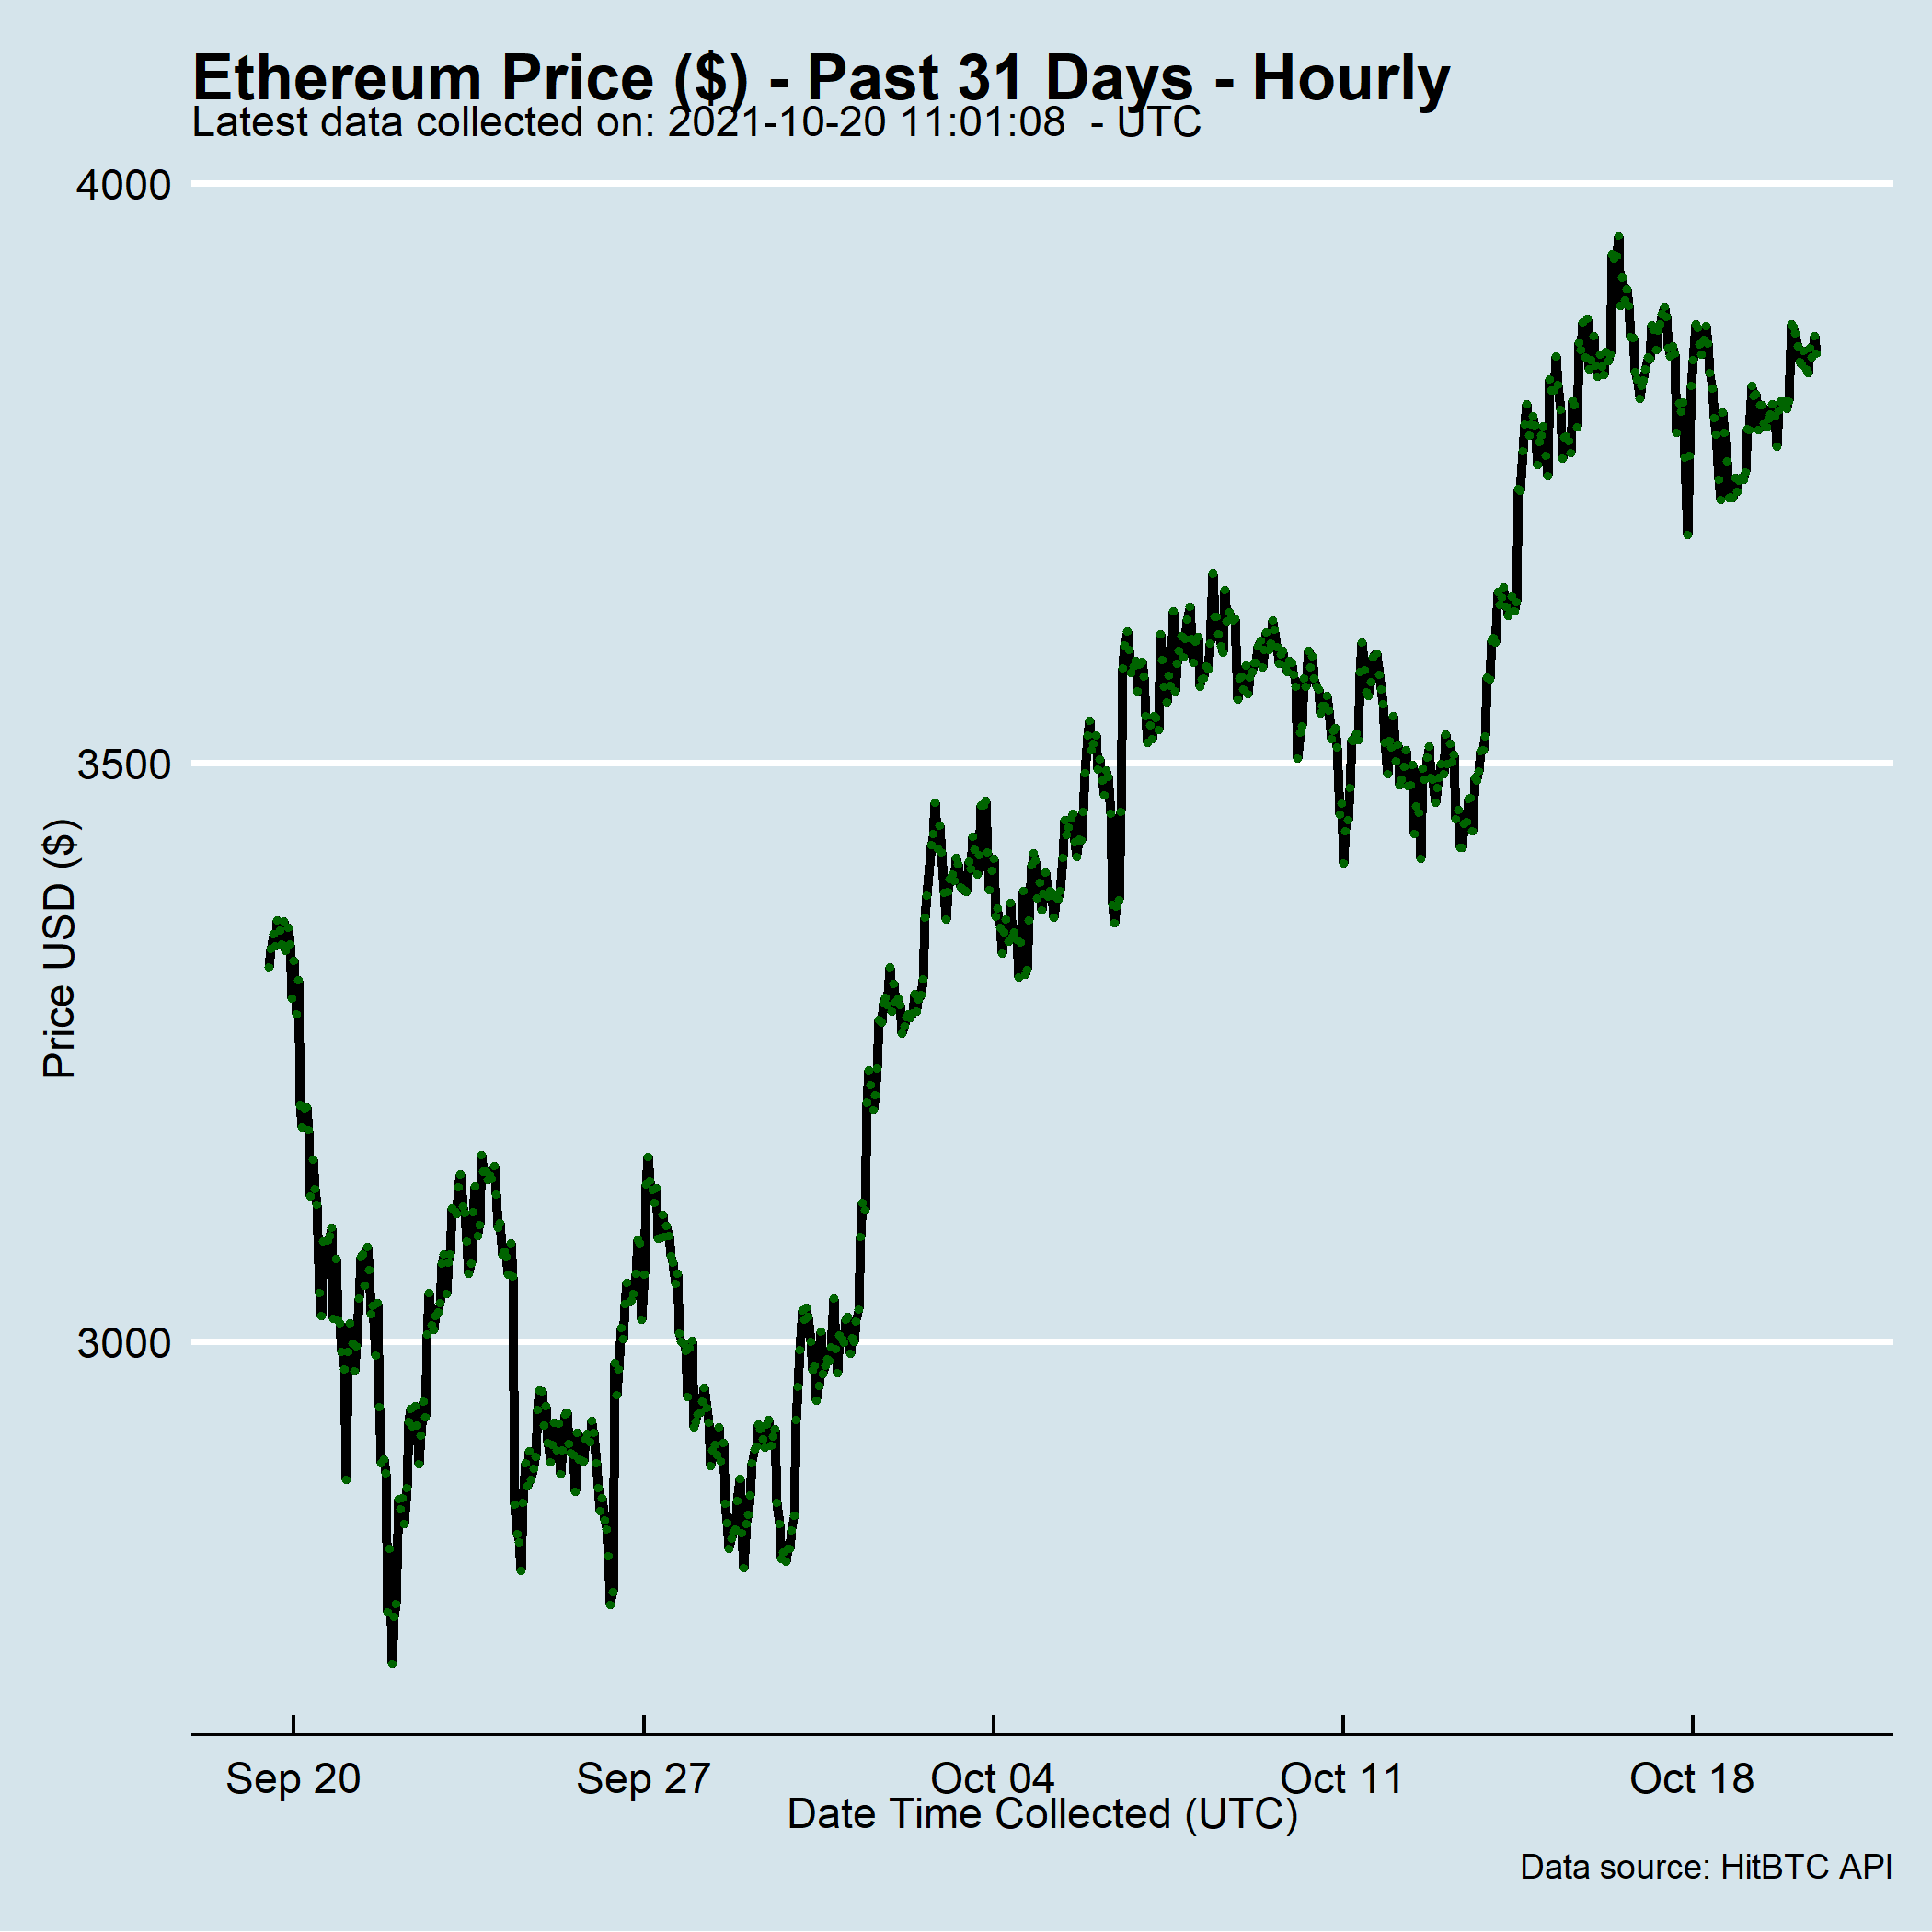 Ethereum Price ($) - Past 31 Days - Hourly
Latest data collected on: 2021-10-20 11:01:08  - UTC
4000
3500
3000
Price USD ($)
Sep 20
Sep 27
Oct 04
Oct 11
Oct 18
Date Time Collected (UTC)
Data source: HitBTC API